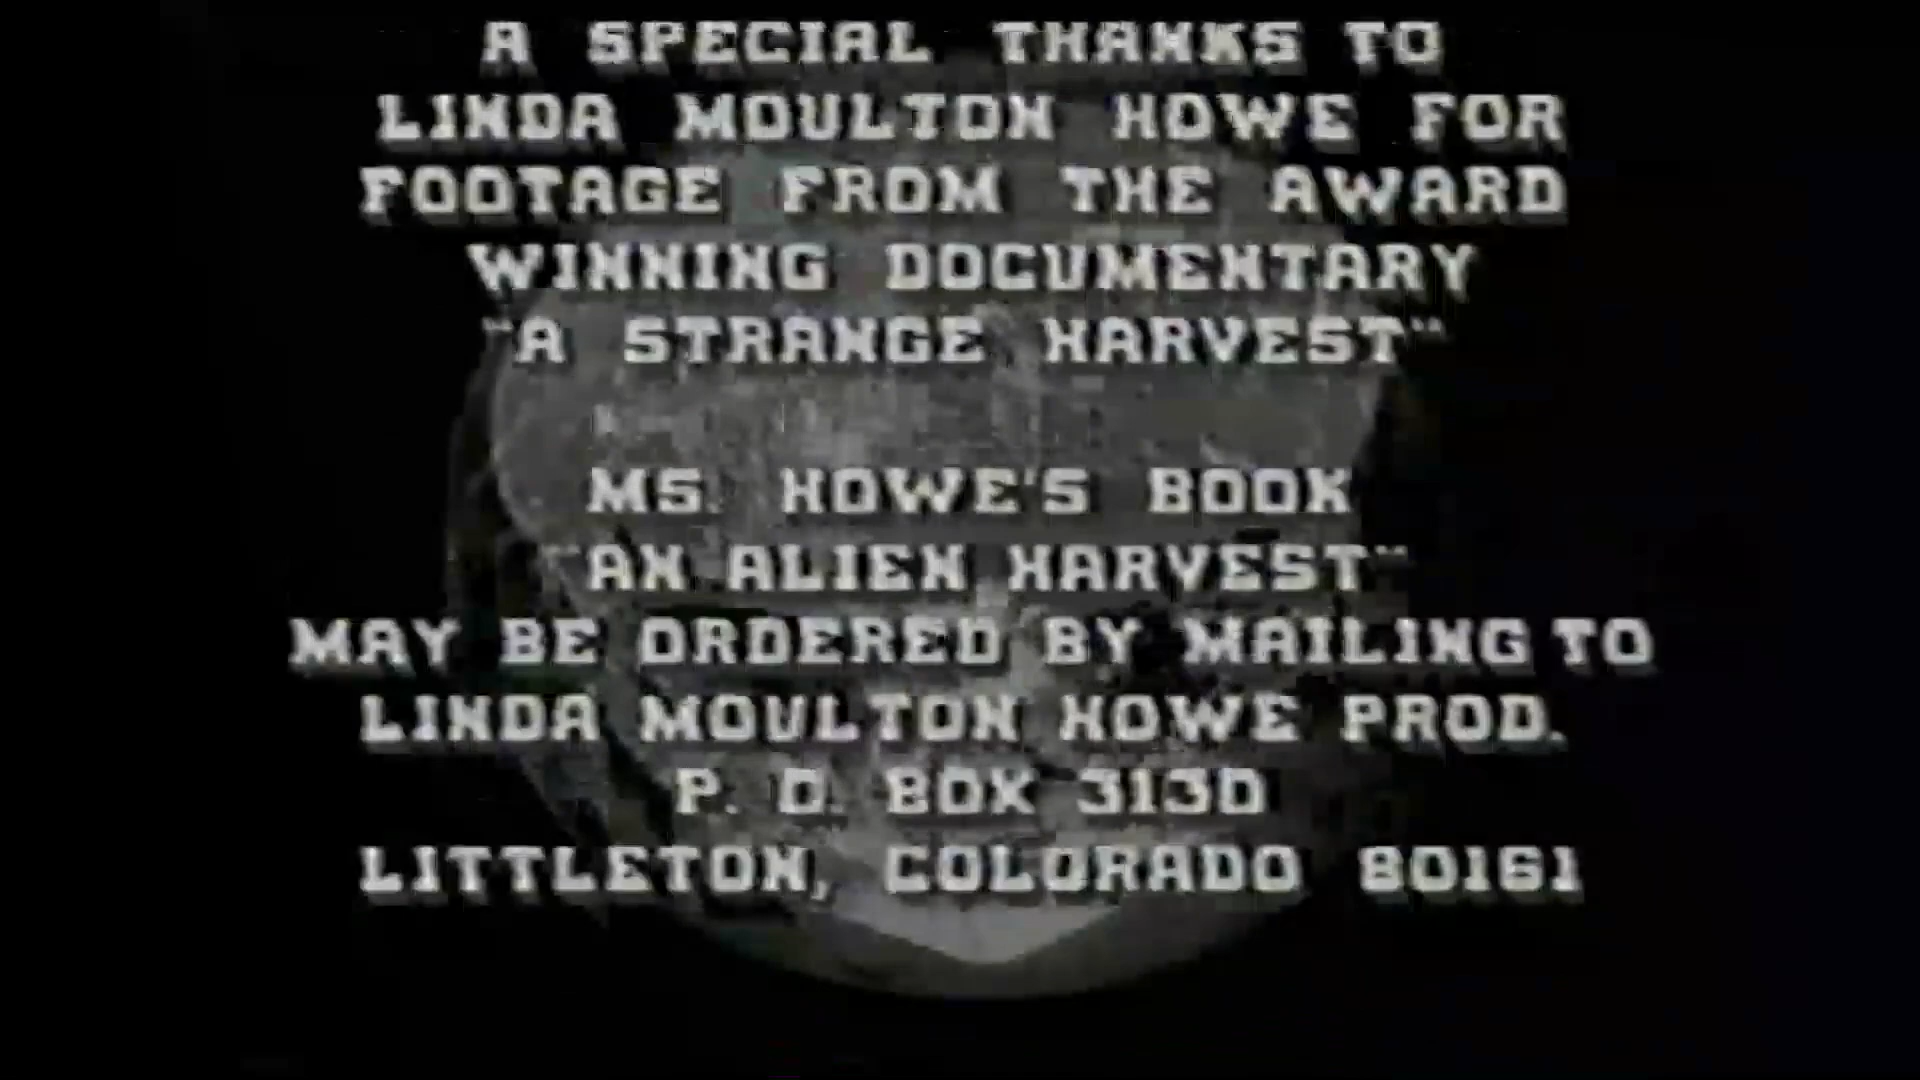 A SPECIAL THANKS TO
LINDA MOULTON HOWE FOR
FOOTAGE FROM THE AWARD
WINNING DOCUMENTARY
"A STRANGE HARVEST"
MS. HOWE'S BOOK
"AN ALIEN HARVEST"
MAY BE ORDERED BY MAILING TO
LINDA MOULTON HOWE PROD.
P. O. BOX 3130
LITTLETON, COLORADO 80161